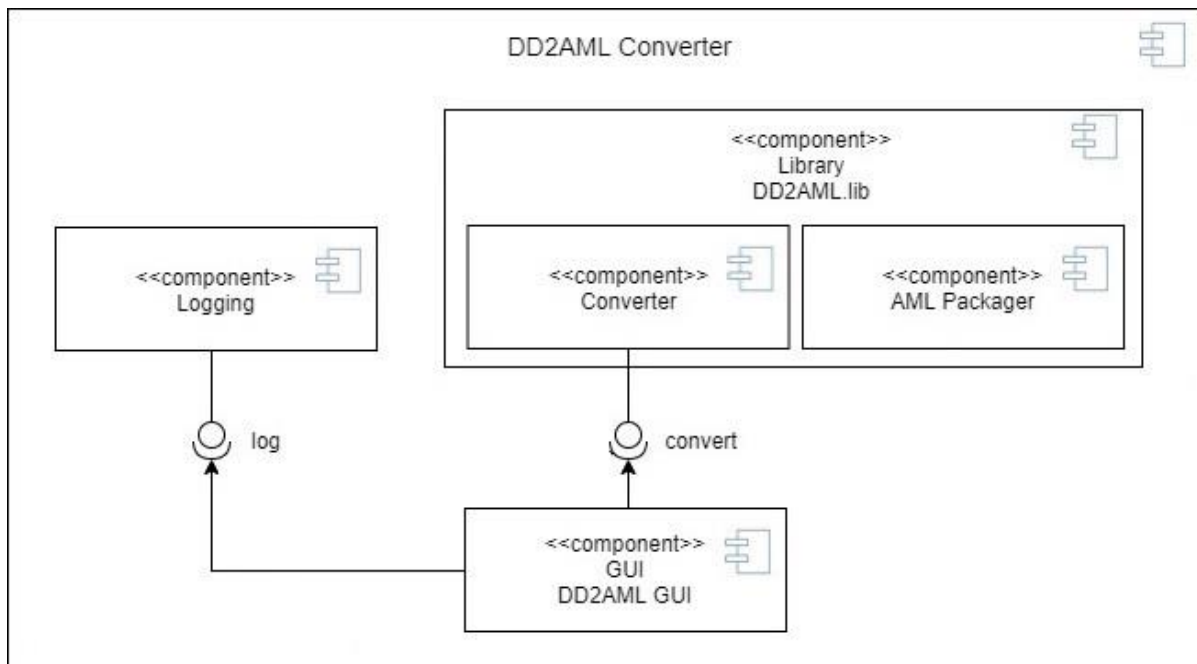 DD2AML Converter
<<component>>
Library
DD2AML.lib
<<component>>
Logging
<<component>>
Converter
<<component>>
AML Packager
log
convert
<<component>>
GUI
DD2AML GUI